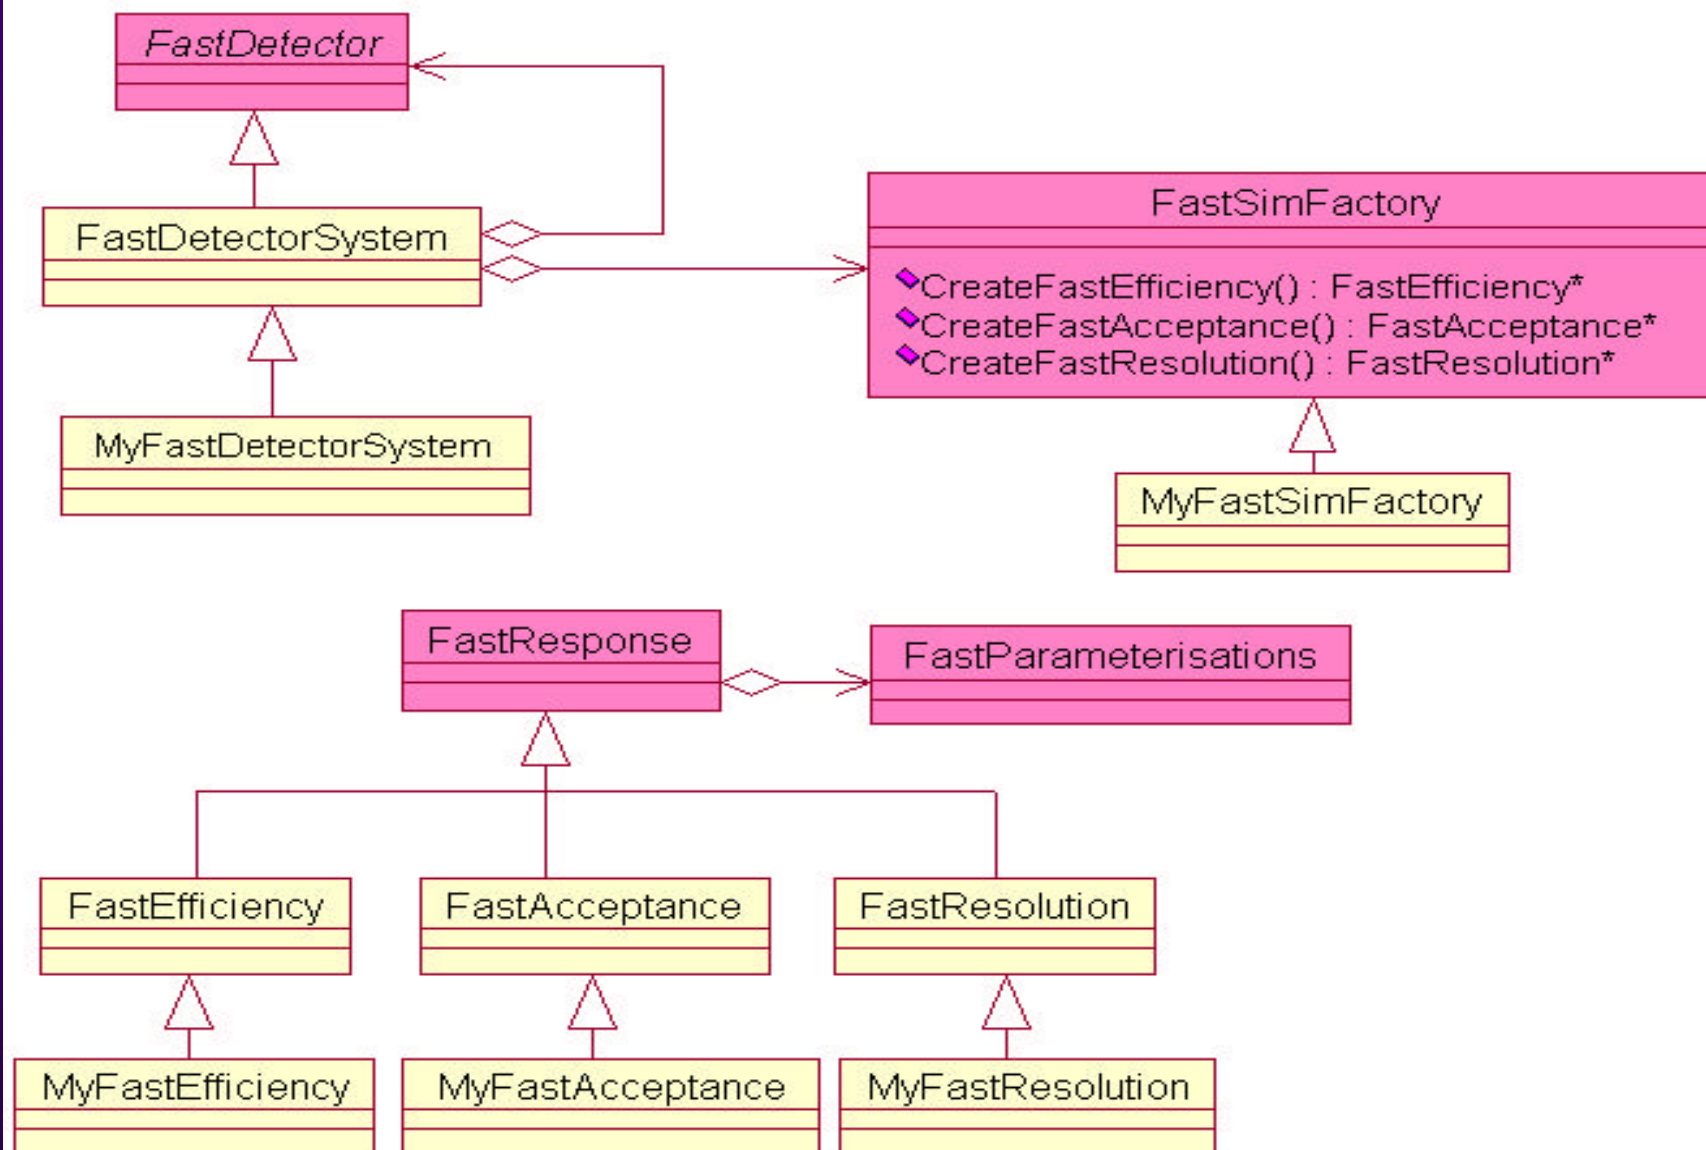 FastDetector
FastDetectorSystem
MyFastDetectorSystem
FastSimFactory
CreateFastEfficiency() : FastEfficiency*
CreateFastAcceptance() : FastAcceptance*
CreateFastResolution() : FastResolution*
MyFastSimFactory
FastResponse
FastParameterisations
FastEfficiency
FastAcceptance
FastResolution
MyFastEfficiency
MyFastAcceptance
MyFastResolution